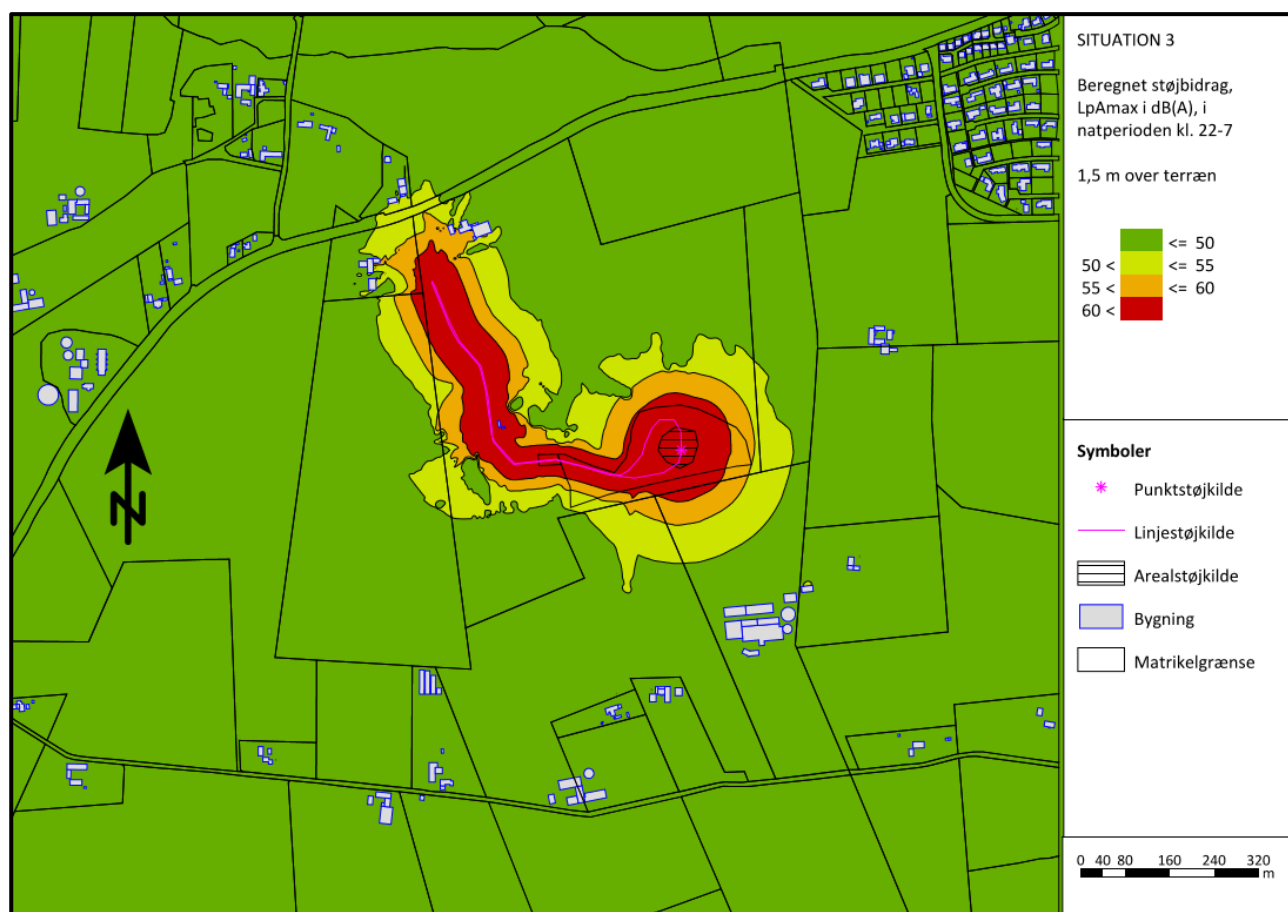 SITUATION 3
Beregnet støjbidrag,
LpAmax i dB(A), i
natperioden kl. 22-7
1,5 m over terræn
<= 50
50 < <= 55
55 < <= 60
60 <
N
Symboler
Punktstøjkilde
Linjestøjkilde
Arealstøjkilde
Bygning
Matrikelgrænse
0 40 80 160 240 320
m